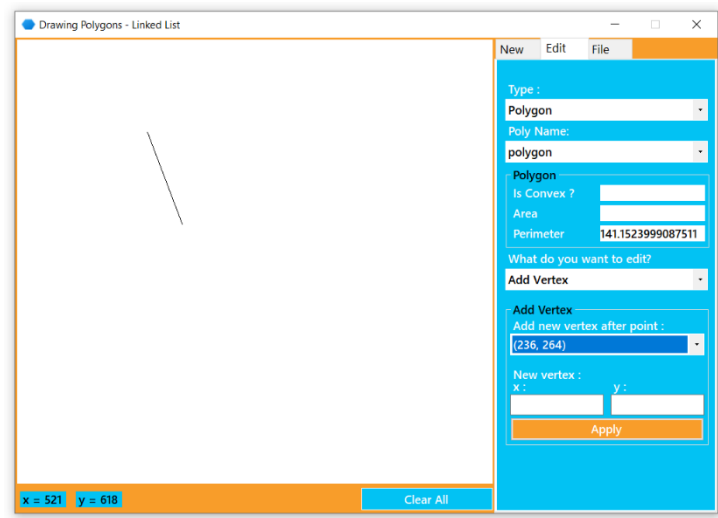 Drawing Polygons - Linked List
New Edit File
Type :
Polygon
Poly Name:
polygon
Polygon
Is Convex ?
Area
Perimeter 141.1523999087511
What do you want to edit?
Add Vertex
Add Vertex
Add new vertex after point :
(236, 264)
New vertex :
x : y :
Apply
x = 521 y = 618 Clear All